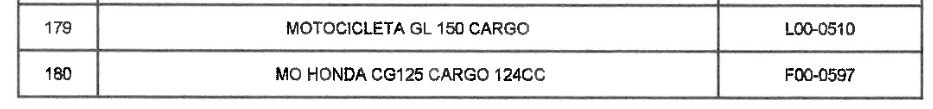 179 MOTOCICLETA GL 150 CARGO L00-0510
180 MO HONDA CG125 CARGO 124CC F00-0597